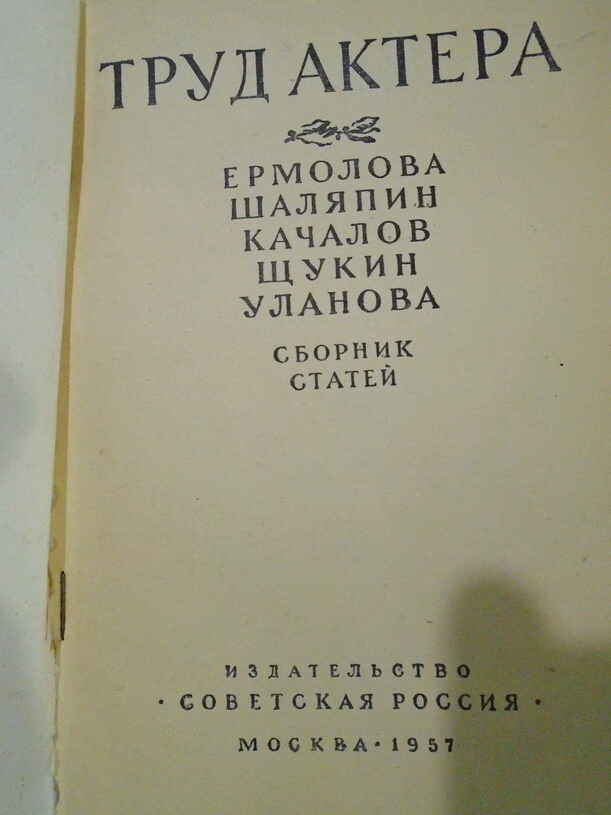 ТРУД АКТЕРА
ЕРМОЛОВА
ШАЛЯПИН
КАЧАЛОВ
ЩУКИН
УЛАНОВА
СБОРНИК
СТАТЕЙ
ИЗДАТЕЛЬСТВО
· СОВЕТСКАЯ РОССИЯ ·
МОСКВА · 1957